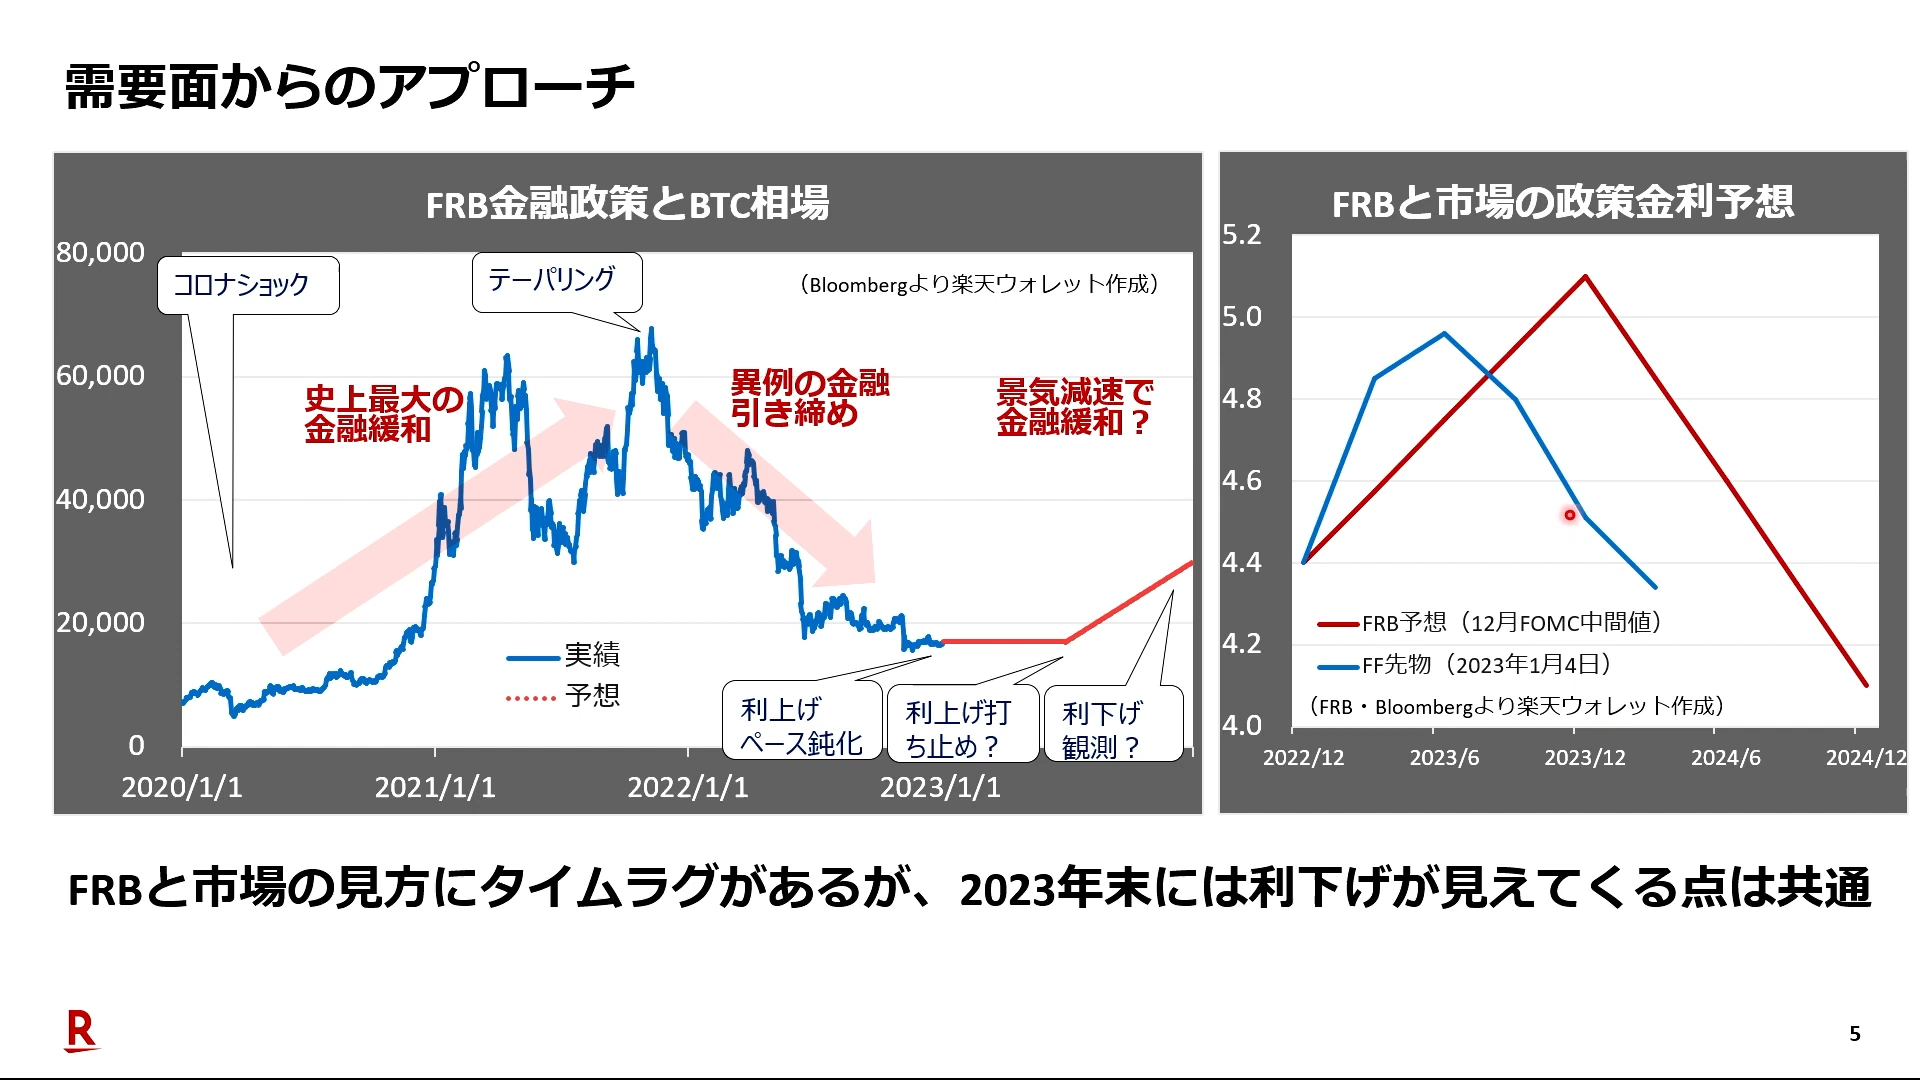 需要面からのアプローチ
FRB金融政策とBTC相場
80,000
60,000
40,000
20,000
0
2020/1/1
2021/1/1
2022/1/1
2023/1/1
コロナショック
テーパリング
（Bloombergより楽天ウォレット作成）
史上最大の
金融緩和
異例の金融
引き締め
景気減速で
金融緩和？
実績
予想
利上げ
ペース鈍化
利上げ打
ち止め？
利下げ
観測？
FRBと市場の政策金利予想
5.2
5.0
4.8
4.6
4.4
4.2
4.0
2022/12
2023/6
2023/12
2024/6
2024/12
FRB予想（12月FOMC中間値）
FF先物（2023年1月4日）
（FRB・Bloombergより楽天ウォレット作成）
FRBと市場の見方にタイムラグがあるが、2023年末には利下げが見えてくる点は共通
R
5